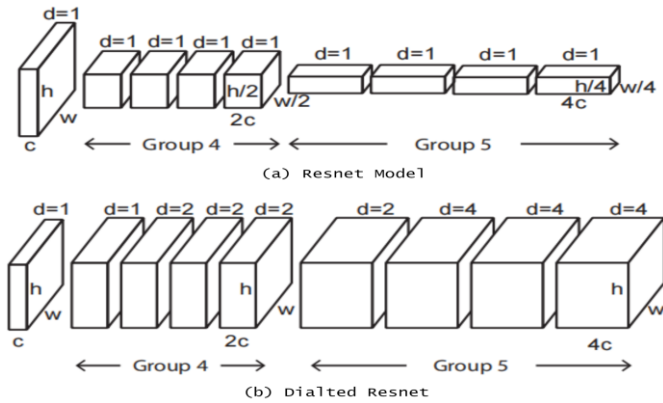 d=1 d=1 d=1 d=1 d=1 d=1 d=1 d=1 d=1
h h/2 h/4 w/4
w w/2
c 2c 4c
Group 4 Group 5
(a) Resnet Model
d=1 d=1 d=2 d=2 d=2 d=2 d=4 d=4 d=4
h h h
w w w
c 2c 4c
Group 4 Group 5
(b) Dialted Resnet